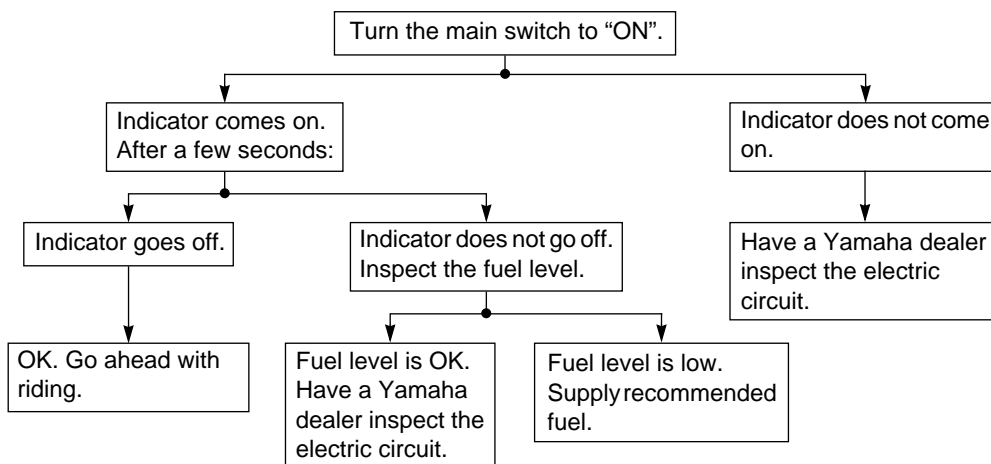 Turn the main switch to “ON”.
Indicator comes on.
After a few seconds:
Indicator does not come
on.
Indicator goes off.
Indicator does not go off.
Inspect the fuel level.
Have a Yamaha dealer
inspect the electric
circuit.
OK. Go ahead with
riding.
Fuel level is OK.
Have a Yamaha
dealer inspect the
electric circuit.
Fuel level is low.
Supply recommended
fuel.